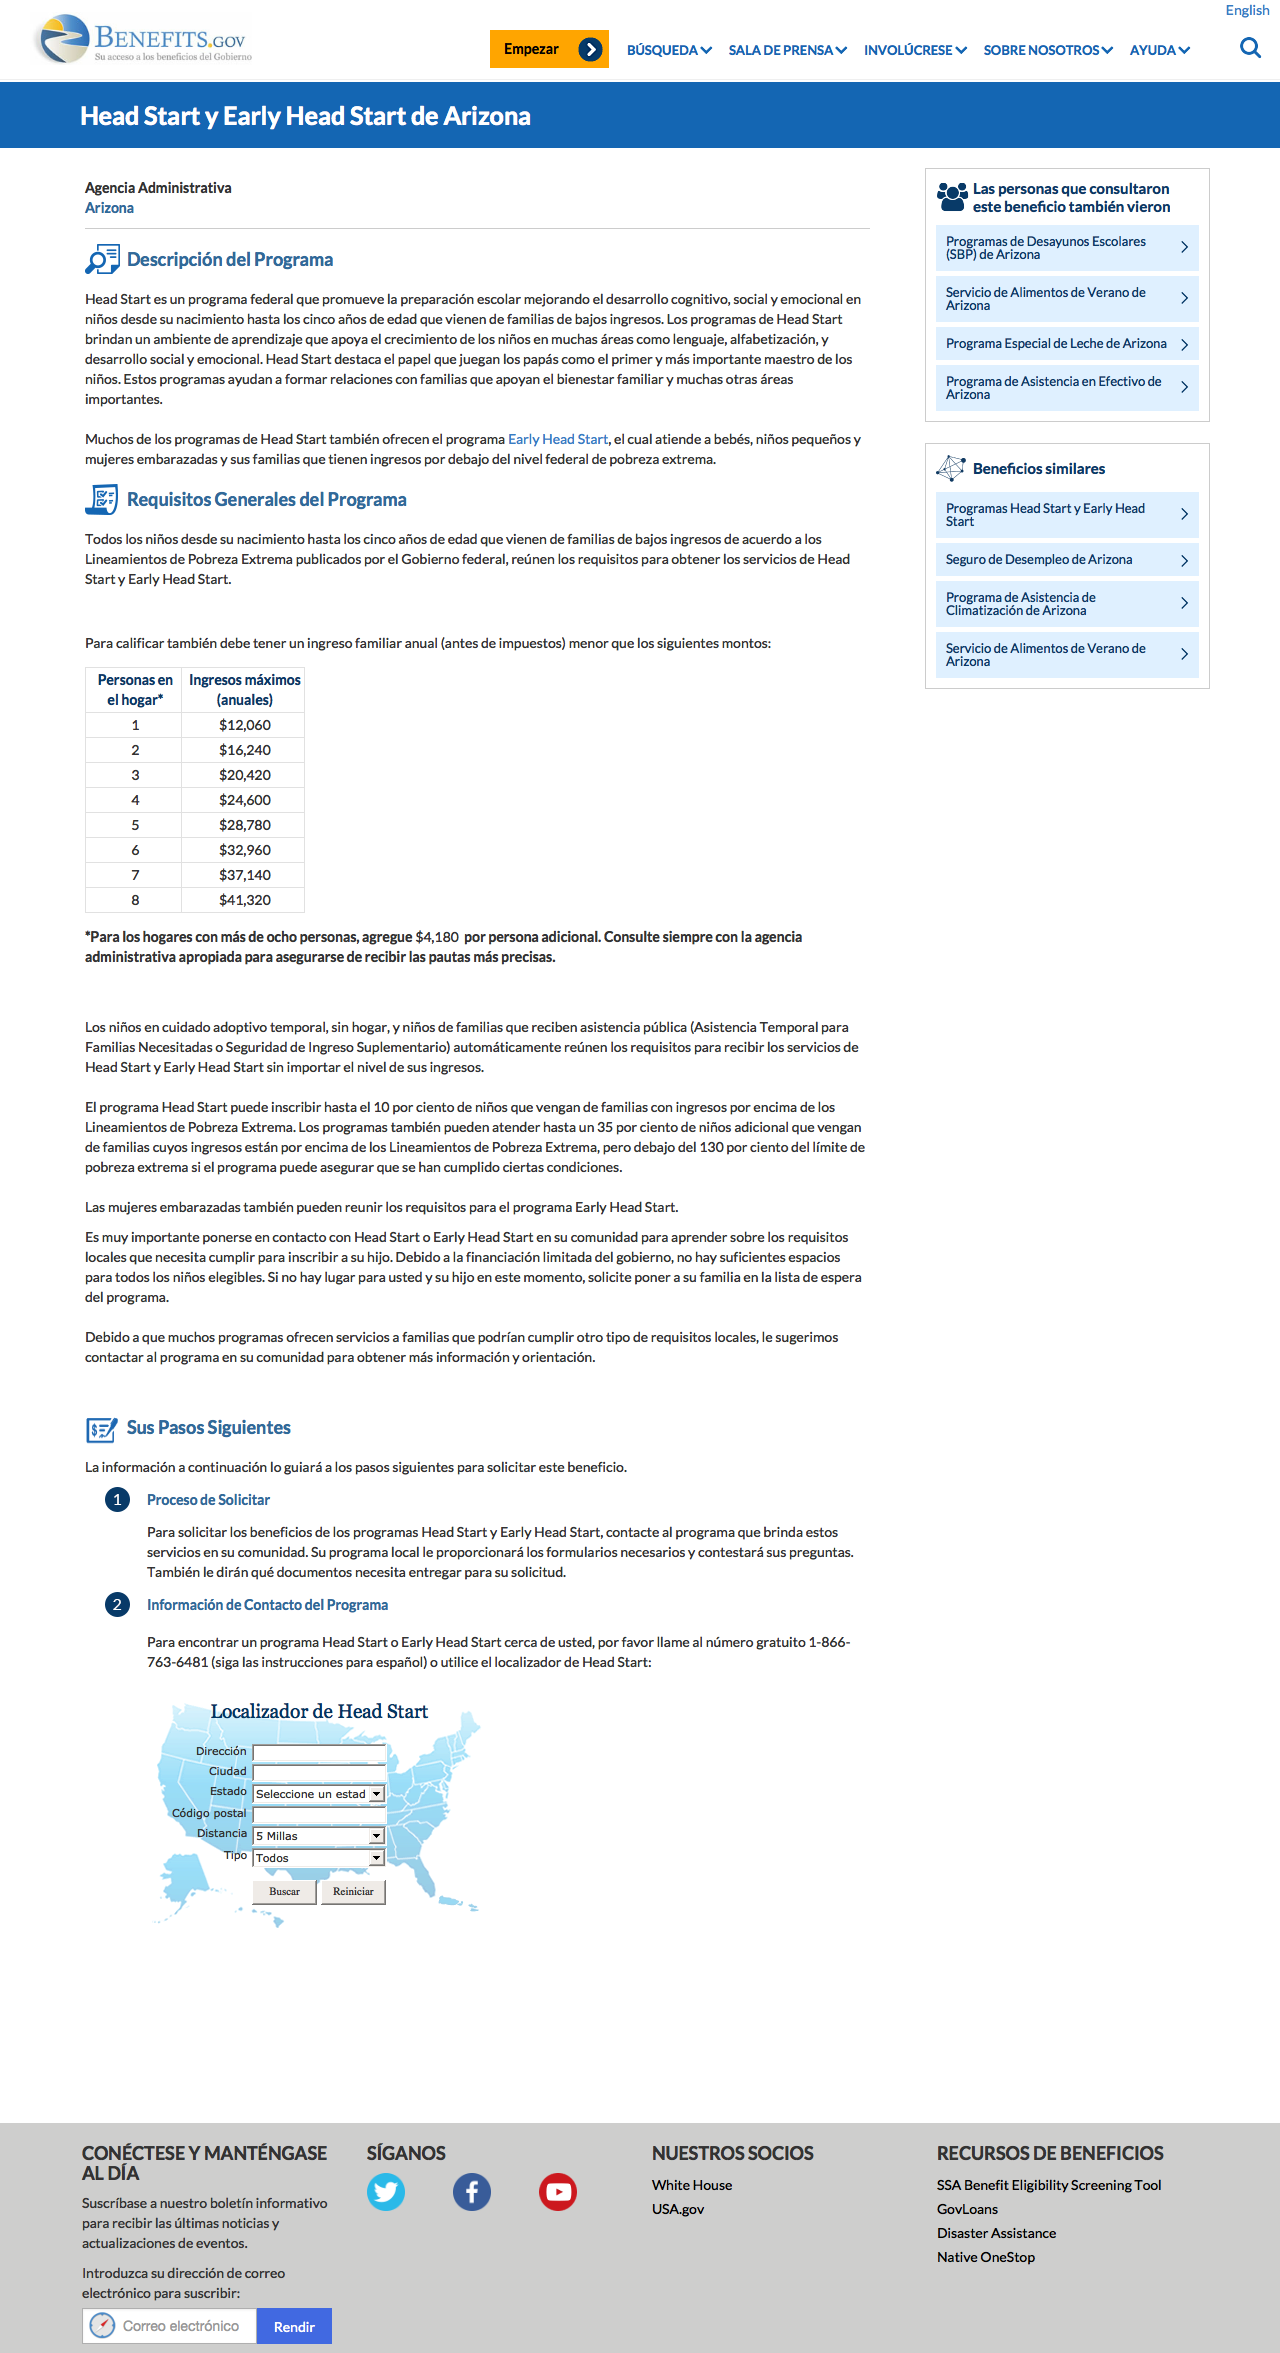 English
BENEFITS.GOV
Su acceso a los beneficios del Gobierno
Empezar
BÚSQUEDA
SALA DE PRENSA
INVOLÚCRESE
SOBRE NOSOTROS
AYUDA
Head Start y Early Head Start de Arizona
Agencia Administrativa
Arizona
Descripción del Programa
Head Start es un programa federal que promueve la preparación escolar mejorando el desarrollo cognitivo, social y emocional en
niños desde su nacimiento hasta los cinco años de edad que vienen de familias de bajos ingresos. Los programas de Head Start
brindan un ambiente de aprendizaje que apoya el crecimiento de los niños en muchas áreas como lenguaje, alfabetización, y
desarrollo social y emocional. Head Start destaca el papel que juegan los papás como el primer y más importante maestro de los
niños. Estos programas ayudan a formar relaciones con familias que apoyan el bienestar familiar y muchas otras áreas
importantes.
Muchos de los programas de Head Start también ofrecen el programa Early Head Start, el cual atiende a bebés, niños pequeños y
mujeres embarazadas y sus familias que tienen ingresos por debajo del nivel federal de pobreza extrema.
Requisitos Generales del Programa
Todos los niños desde su nacimiento hasta los cinco años de edad que vienen de familias de bajos ingresos de acuerdo a los
Lineamientos de Pobreza Extrema publicados por el Gobierno federal, reúnen los requisitos para obtener los servicios de Head
Start y Early Head Start.
Para calificar también debe tener un ingreso familiar anual (antes de impuestos) menor que los siguientes montos:
Personas en el hogar* Ingresos máximos (anuales)
1 $12,060
2 $16,240
3 $20,420
4 $24,600
5 $28,780
6 $32,960
7 $37,140
8 $41,320
*Para los hogares con más de ocho personas, agregue $4,180 por persona adicional. Consulte siempre con la agencia
administrativa apropiada para asegurarse de recibir las pautas más precisas.
Los niños en cuidado adoptivo temporal, sin hogar, y niños de familias que reciben asistencia pública (Asistencia Temporal para
Familias Necesitadas o Seguridad de Ingreso Suplementario) automáticamente reúnen los requisitos para recibir los servicios de
Head Start y Early Head Start sin importar el nivel de sus ingresos.
El programa Head Start puede inscribir hasta el 10 por ciento de niños que vengan de familias con ingresos por encima de los
Lineamientos de Pobreza Extrema. Los programas también pueden atender hasta un 35 por ciento de niños adicional que vengan
de familias cuyos ingresos están por encima de los Lineamientos de Pobreza Extrema, pero debajo del 130 por ciento del límite de
pobreza extrema si el programa puede asegurar que se han cumplido ciertas condiciones.
Las mujeres embarazadas también pueden reunir los requisitos para el programa Early Head Start.
Es muy importante ponerse en contacto con Head Start o Early Head Start en su comunidad para aprender sobre los requisitos
locales que necesita cumplir para inscribir a su hijo. Debido a la financiación limitada del gobierno, no hay suficientes espacios
para todos los niños elegibles. Si no hay lugar para usted y su hijo en este momento, solicite poner a su familia en la lista de espera
del programa.
Debido a que muchos programas ofrecen servicios a familias que podrían cumplir otro tipo de requisitos locales, le sugerimos
contactar al programa en su comunidad para obtener más información y orientación.
Sus Pasos Siguientes
La información a continuación lo guiará a los pasos siguientes para solicitar este beneficio.
1 Proceso de Solicitar
Para solicitar los beneficios de los programas Head Start y Early Head Start, contacte al programa que brinda estos
servicios en su comunidad. Su programa local le proporcionará los formularios necesarios y contestará sus preguntas.
También le dirán qué documentos necesita entregar para su solicitud.
2 Información de Contacto del Programa
Para encontrar un programa Head Start o Early Head Start cerca de usted, por favor llame al número gratuito 1-866-
763-6481 (siga las instrucciones para español) o utilice el localizador de Head Start:
Localizador de Head Start
Dirección
Ciudad
Estado Seleccione un estad
Código postal
Distancia 5 Millas
Tipo Todos
Buscar Reiniciar
Las personas que consultaron
este beneficio también vieron
Programas de Desayunos Escolares
(SBP) de Arizona
Servicio de Alimentos de Verano de
Arizona
Programa Especial de Leche de Arizona
Programa de Asistencia en Efectivo de
Arizona
Beneficios similares
Programas Head Start y Early Head
Start
Seguro de Desempleo de Arizona
Programa de Asistencia de
Climatización de Arizona
Servicio de Alimentos de Verano de
Arizona
CONÉCTESE Y MANTÉNGASE
AL DÍA
Suscríbase a nuestro boletín informativo
para recibir las últimas noticias y
actualizaciones de eventos.
Introduzca su dirección de correo
electrónico para suscribir:
Correo electrónico
Rendir
SÍGANOS
NUESTROS SOCIOS
White House
USA.gov
RECURSOS DE BENEFICIOS
SSA Benefit Eligibility Screening Tool
GovLoans
Disaster Assistance
Native OneStop